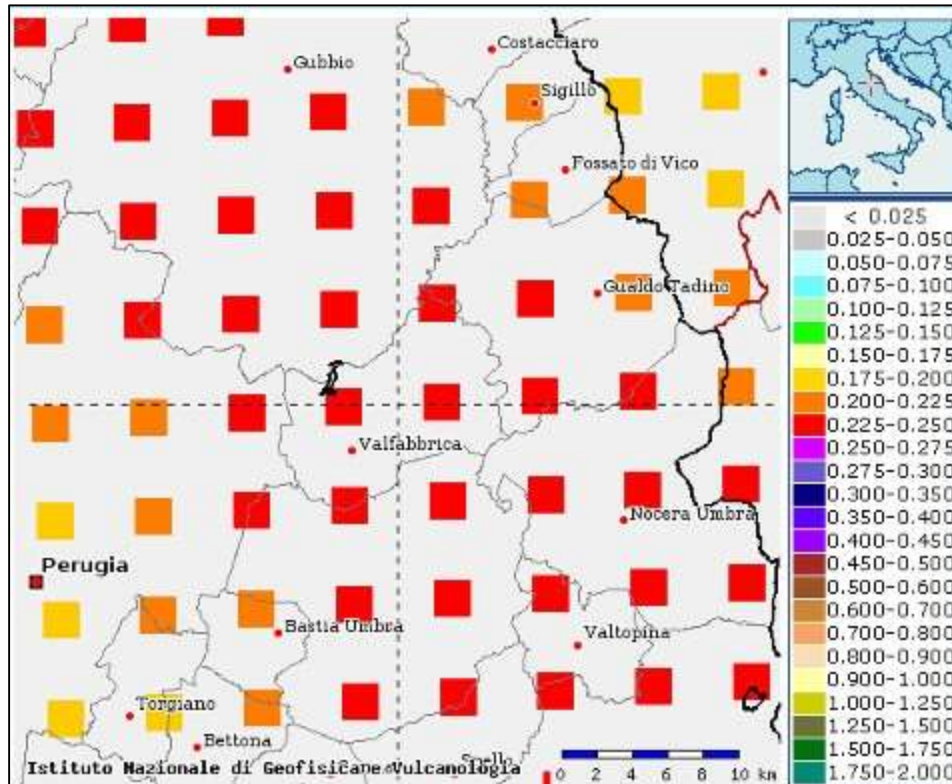 Costacciaro
Gubbio
Sigillo
Fossato di Vico
Gualdo Tadino
Valfabbrica
Nocera Umbra
Perugia
Bastia Umbra
Valtopina
Torgiano
Bettona
Spello
Istituto Nazionale di Geofisica e Vulcanologia
0 2 4 6 8 10 km
< 0.025
0.025-0.050
0.050-0.075
0.075-0.100
0.100-0.125
0.125-0.150
0.150-0.175
0.175-0.200
0.200-0.225
0.225-0.250
0.250-0.275
0.275-0.300
0.300-0.350
0.350-0.400
0.400-0.450
0.450-0.500
0.500-0.600
0.600-0.700
0.700-0.800
0.800-0.900
0.900-1.000
1.000-1.250
1.250-1.500
1.500-1.750
1.750-2.000